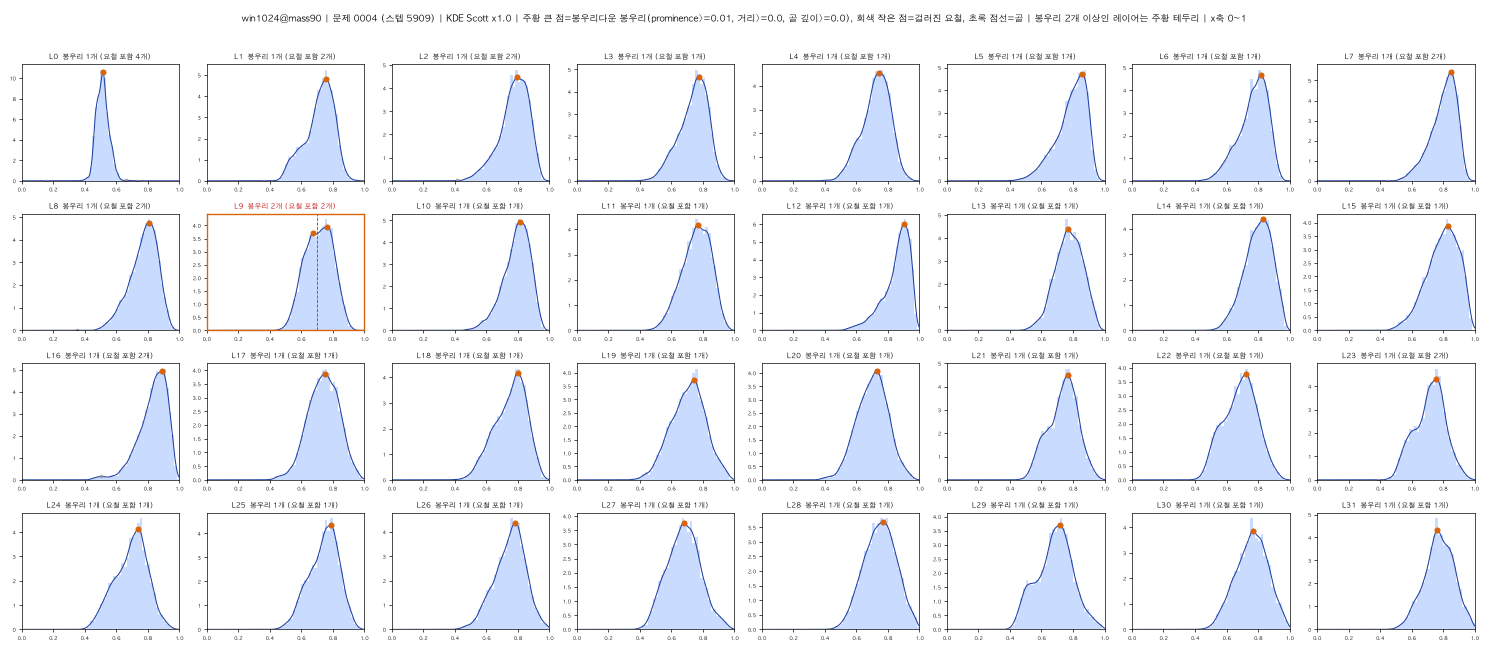 win1024@mass90 | 문제 0004 (스텝 5909) | KDE Scott x1.0 | 주황 큰 점=봉우리다운 봉우리(prominence>=0.01, 거리>=0.0, 골 깊이>=0.0), 회색 작은 점=걸러진 요철, 초록 점선=골 | 봉우리 2개 이상인 레이어는 주황 테두리 | x축 0~1
L0 봉우리 1개 (요철 포함 4개)
L1 봉우리 1개 (요철 포함 2개)
L2 봉우리 1개 (요철 포함 2개)
L3 봉우리 1개 (요철 포함 1개)
L4 봉우리 1개 (요철 포함 2개)
L5 봉우리 1개 (요철 포함 1개)
L6 봉우리 1개 (요철 포함 1개)
L7 봉우리 1개 (요철 포함 2개)
L8 봉우리 1개 (요철 포함 2개)
L9 봉우리 2개 (요철 포함 2개)
L10 봉우리 1개 (요철 포함 1개)
L11 봉우리 1개 (요철 포함 1개)
L12 봉우리 1개 (요철 포함 1개)
L13 봉우리 1개 (요철 포함 1개)
L14 봉우리 1개 (요철 포함 1개)
L15 봉우리 1개 (요철 포함 1개)
L16 봉우리 1개 (요철 포함 2개)
L17 봉우리 1개 (요철 포함 1개)
L18 봉우리 1개 (요철 포함 1개)
L19 봉우리 1개 (요철 포함 1개)
L20 봉우리 1개 (요철 포함 1개)
L21 봉우리 1개 (요철 포함 1개)
L22 봉우리 1개 (요철 포함 1개)
L23 봉우리 1개 (요철 포함 2개)
L24 봉우리 1개 (요철 포함 1개)
L25 봉우리 1개 (요철 포함 1개)
L26 봉우리 1개 (요철 포함 1개)
L27 봉우리 1개 (요철 포함 1개)
L28 봉우리 1개 (요철 포함 1개)
L29 봉우리 1개 (요철 포함 1개)
L30 봉우리 1개 (요철 포함 1개)
L31 봉우리 1개 (요철 포함 1개)